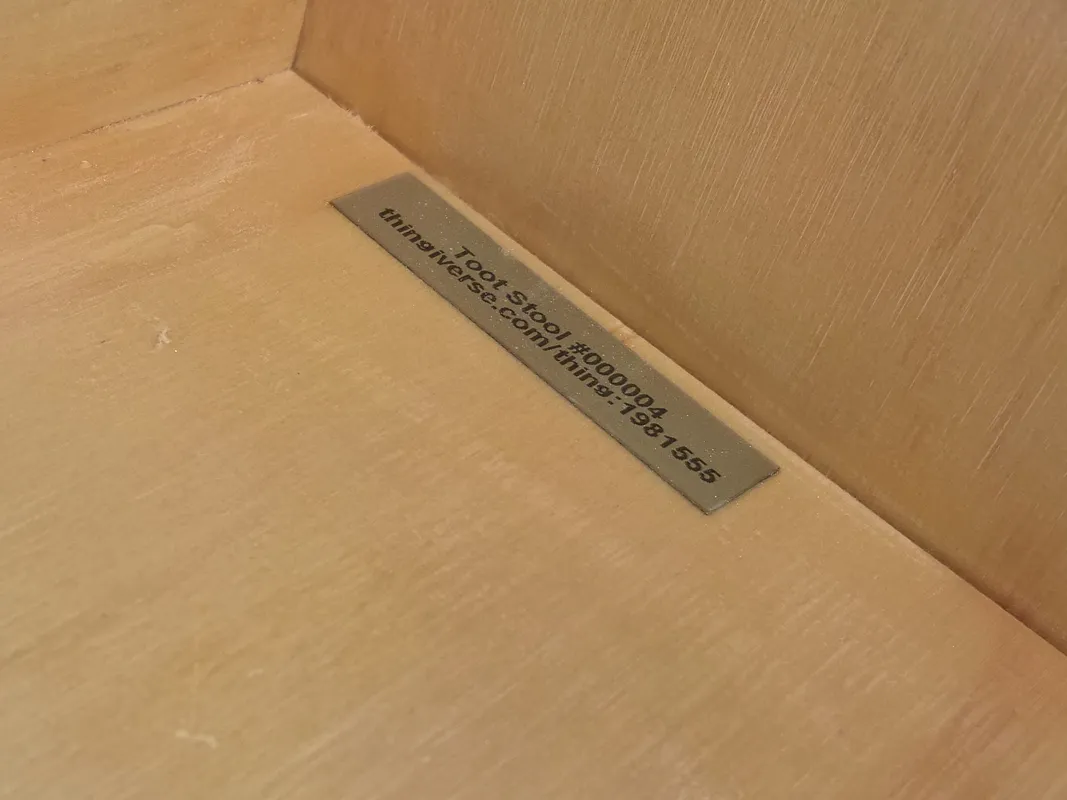 Toot Stool #000004
thingiverse.com/thing:1981555